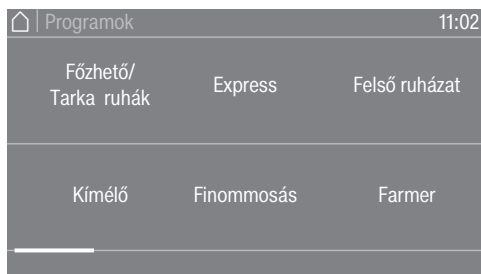 Programok 11:02
Főzhető/
Tarka ruhák
Express
Felső ruházat
Kímélő
Finommosás
Farmer